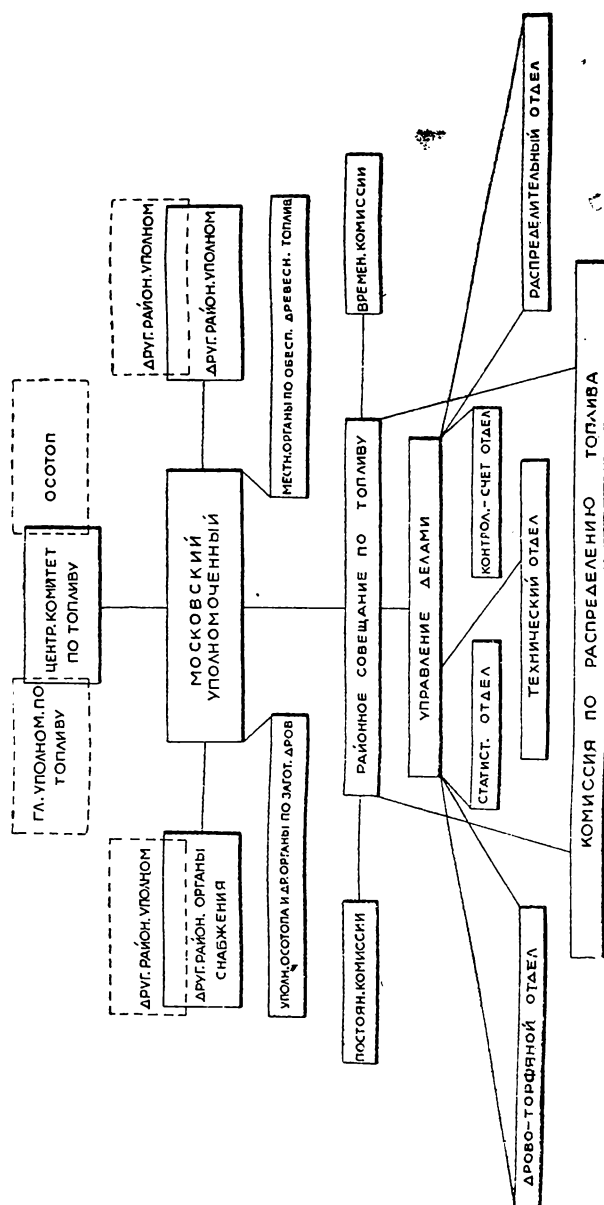 ГЛ. УПОЛНОМ. ПО
ТОПЛИВУ
ЦЕНТР. КОМИТЕТ
ПО ТОПЛИВУ
ОСОТОП
ДРУГ. РАЙОН. УПОЛНОМ
ДРУГ. РАЙОН. ОРГАНЫ
СНАБЖЕНИЯ
МОСКОВСКИЙ
УПОЛНОМОЧЕННЫЙ
ДРУГ. РАЙОН. УПОЛНОМ
ДРУГ. РАЙОН. УПОЛНОМ
УПОЛН. ОСОТОПА И ДР. ОРГАНЫ ПО ЗАГОТ. ДРОВ
МЕСТН. ОРГАНЫ ПО ОБЕСП. ДРЕВЕСН. ТОПЛИВ
ПОСТОЯН. КОМИССИИ
РАЙОННОЕ СОВЕЩАНИЕ ПО ТОПЛИВУ
ВРЕМЕН. КОМИССИИ
УПРАВЛЕНИЕ ДЕЛАМИ
СТАТИСТ. ОТДЕЛ
КОНТРОЛ.-СЧЕТ ОТДЕЛ
ДРОВО-ТОРФЯНОЙ ОТДЕЛ
ТЕХНИЧЕСКИЙ ОТДЕЛ
РАСПРЕДЕЛИТЕЛЬНЫЙ ОТДЕЛ
КОМИССИЯ ПО РАСПРЕДЕЛЕНИЮ ТОПЛИВА